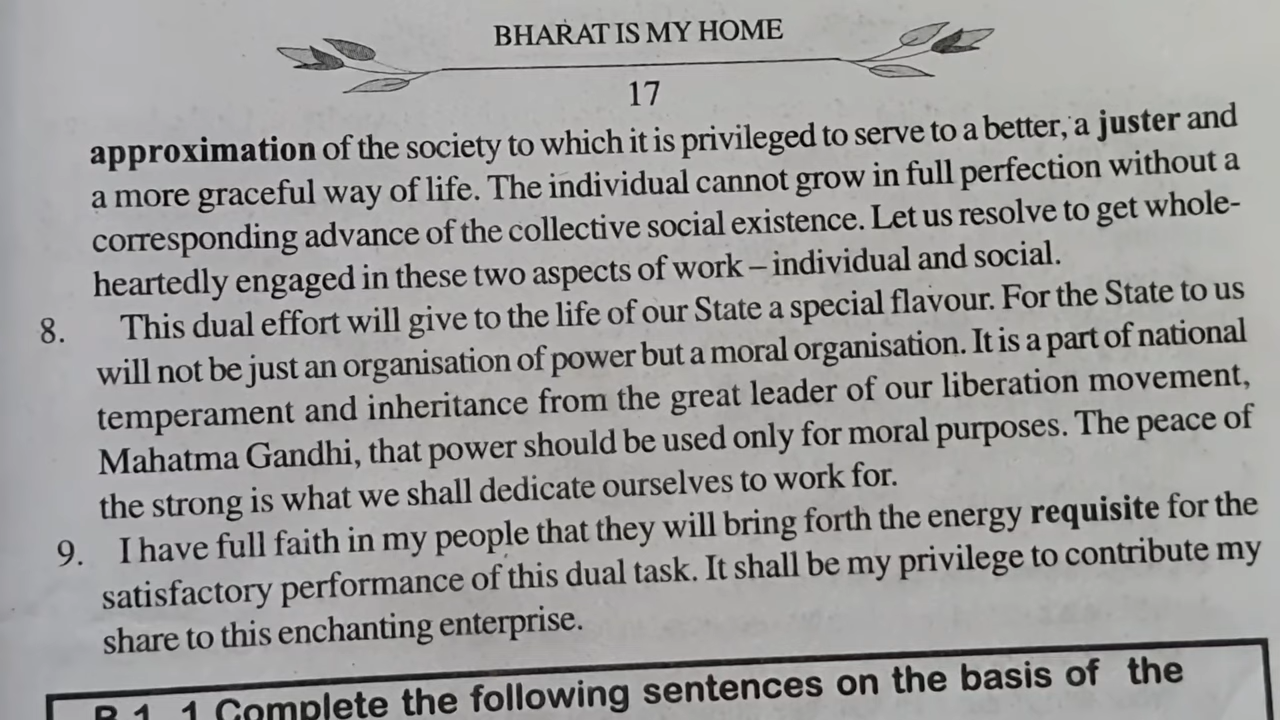 BHARAT IS MY HOME
17
approximation of the society to which it is privileged to serve to a better, a juster and
a more graceful way of life. The individual cannot grow in full perfection without a
corresponding advance of the collective social existence. Let us resolve to get whole-
heartedly engaged in these two aspects of work – individual and social.
8. This dual effort will give to the life of our State a special flavour. For the State to us
will not be just an organisation of power but a moral organisation. It is a part of national
temperament and inheritance from the great leader of our liberation movement,
Mahatma Gandhi, that power should be used only for moral purposes. The peace of
the strong is what we shall dedicate ourselves to work for.
9. I have full faith in my people that they will bring forth the energy requisite for the
satisfactory performance of this dual task. It shall be my privilege to contribute my
share to this enchanting enterprise.
1 Complete the following sentences on the basis of the